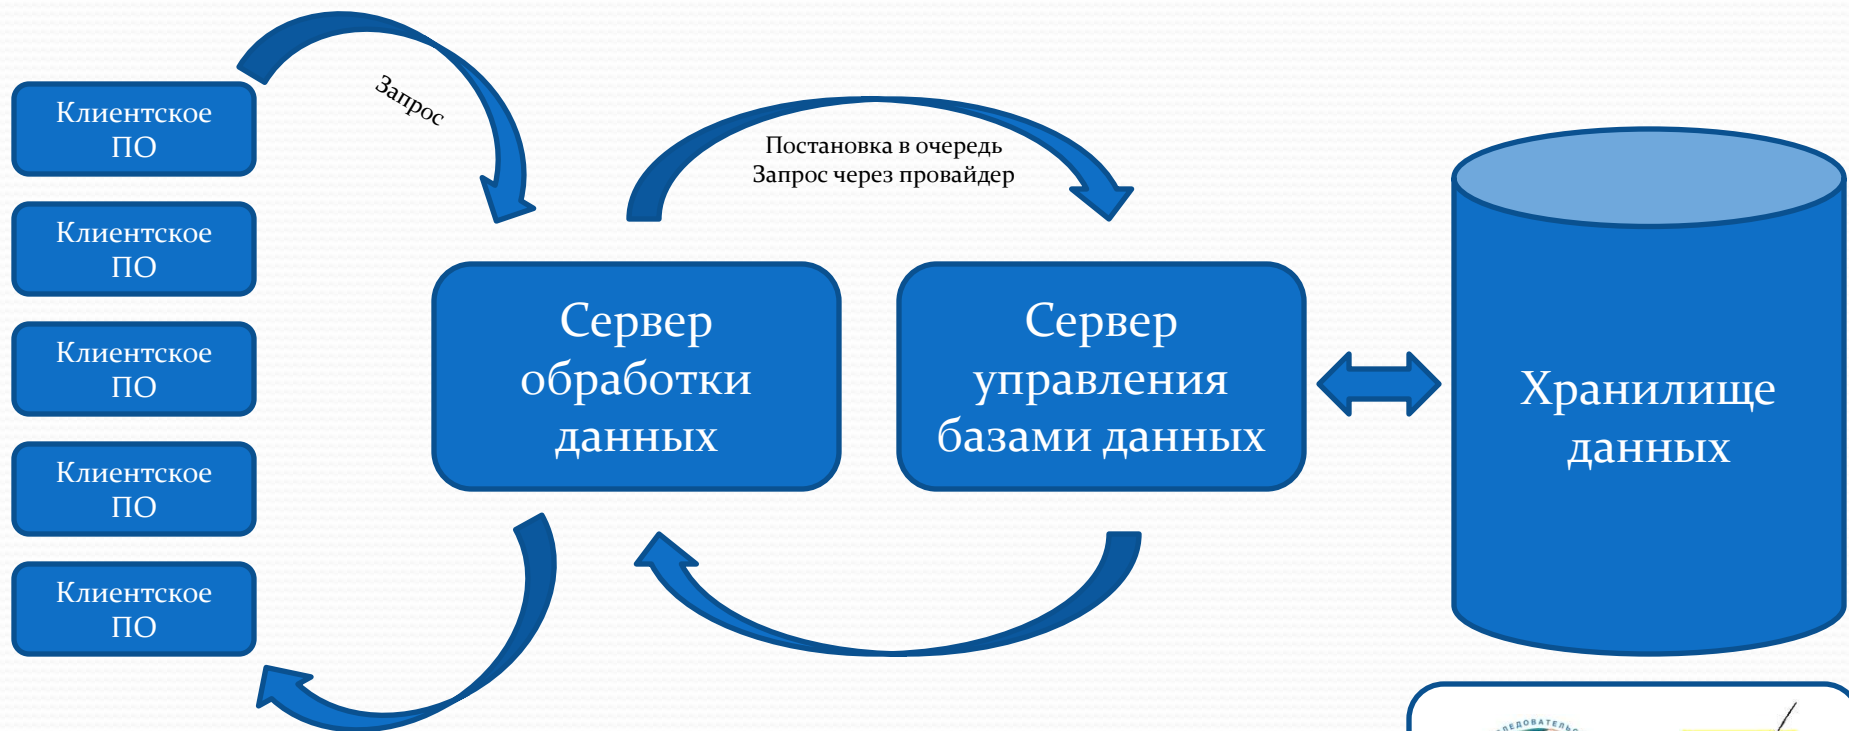 Клиентское
ПО
Клиентское
ПО
Клиентское
ПО
Клиентское
ПО
Клиентское
ПО
Запрос
Постановка в очередь
Запрос через провайдер
Сервер
обработки
данных
Сервер
управления
базами данных
Хранилище
данных